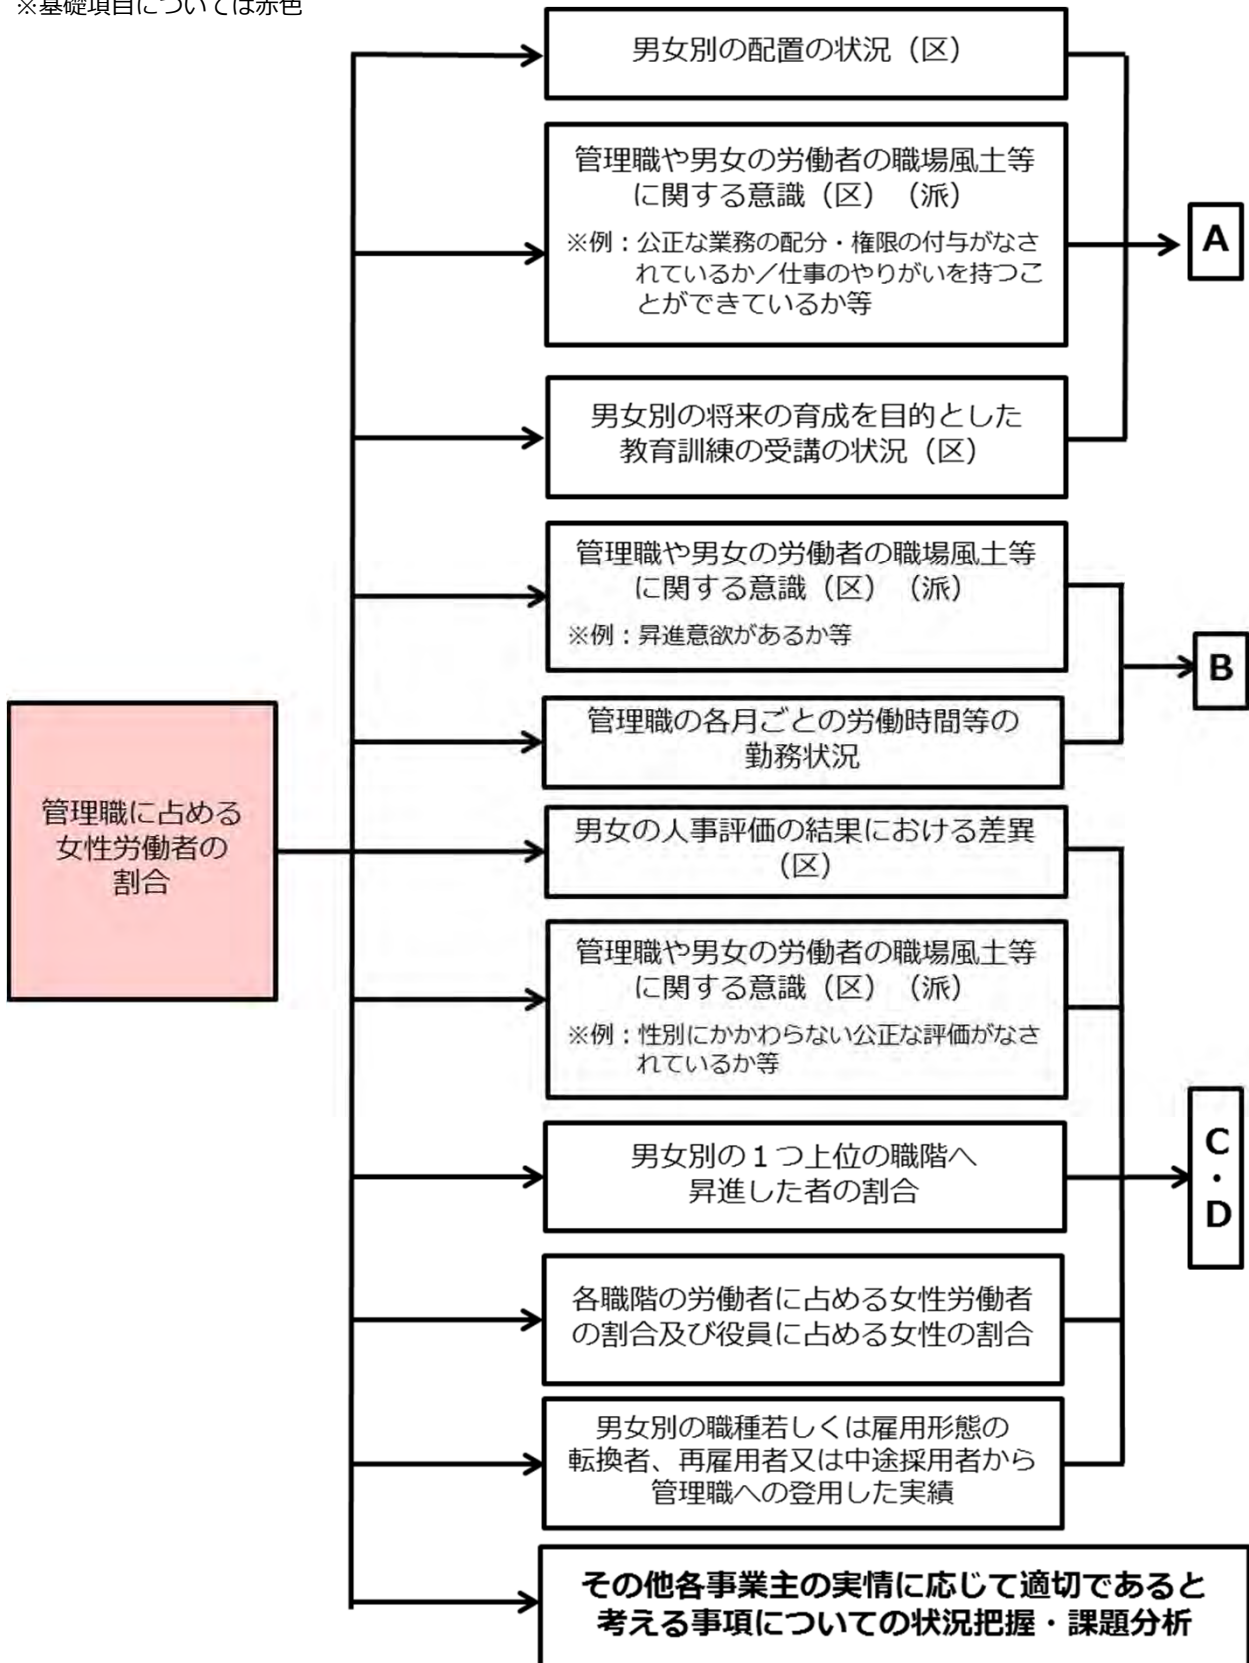 ※基礎項目については赤色
男女別の配置の状況（区）
管理職や男女の労働者の職場風土等
に関する意識（区）（派）
※例：公正な業務の配分・権限の付与がなさ
れているか／仕事のやりがいを持つこ
とができているか等
A
男女別の将来の育成を目的とした
教育訓練の受講の状況（区）
管理職や男女の労働者の職場風土等
に関する意識（区）（派）
※例：昇進意欲があるか等
B
管理職の各月ごとの労働時間等の
勤務状況
管理職に占める
女性労働者の
割合
男女の人事評価の結果における差異
（区）
管理職や男女の労働者の職場風土等
に関する意識（区）（派）
※例：性別にかかわらない公正な評価がなさ
れているか等
男女別の１つ上位の職階へ
昇進した者の割合
C
・
D
各職階の労働者に占める女性労働者
の割合及び役員に占める女性の割合
男女別の職種若しくは雇用形態の
転換者、再雇用者又は中途採用者から
管理職への登用した実績
その他各事業主の実情に応じて適切であると
考える事項についての状況把握・課題分析